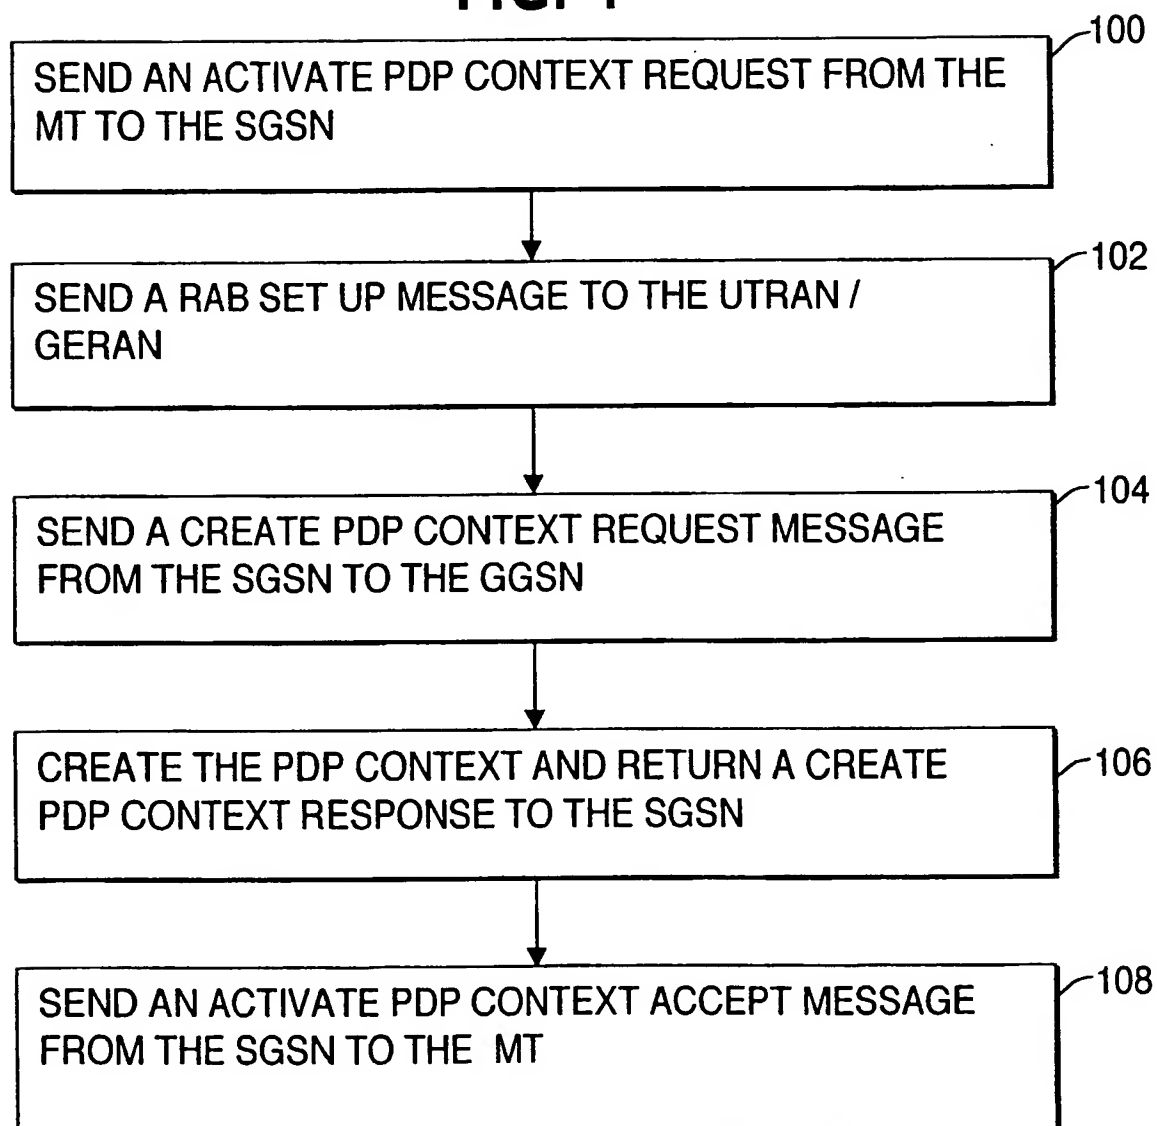 100
SEND AN ACTIVATE PDP CONTEXT REQUEST FROM THE
MT TO THE SGSN
102
SEND A RAB SET UP MESSAGE TO THE UTRAN /
GERAN
104
SEND A CREATE PDP CONTEXT REQUEST MESSAGE
FROM THE SGSN TO THE GGSN
106
CREATE THE PDP CONTEXT AND RETURN A CREATE
PDP CONTEXT RESPONSE TO THE SGSN
108
SEND AN ACTIVATE PDP CONTEXT ACCEPT MESSAGE
FROM THE SGSN TO THE MT